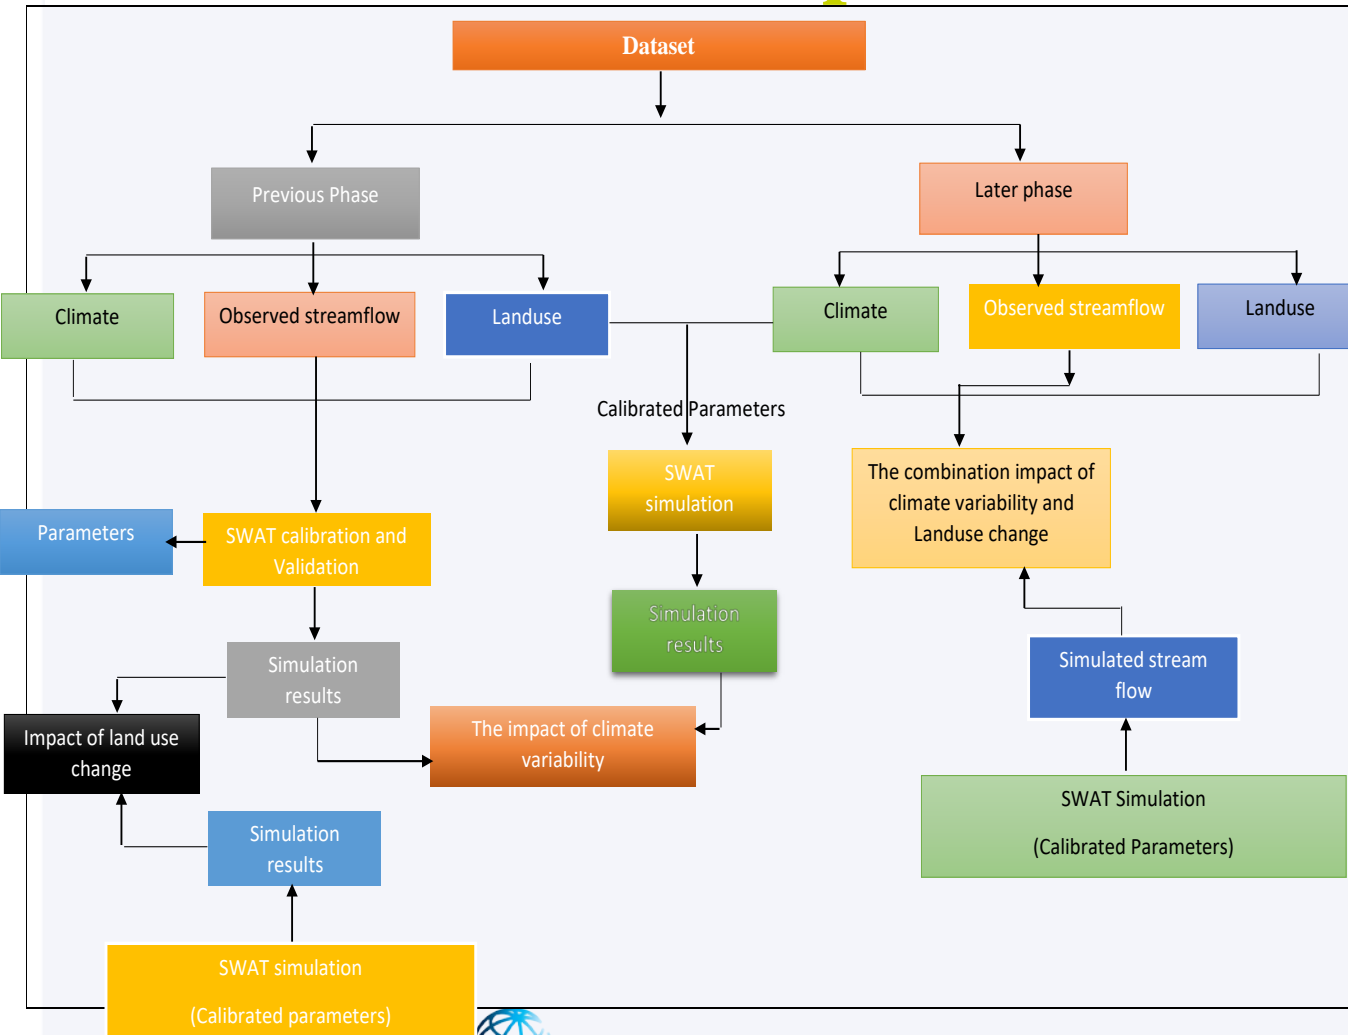 Dataset
Previous Phase
Later phase
Climate
Observed streamflow
Landuse
Climate
Observed streamflow
Landuse
Calibrated Parameters
SWAT
simulation
The combination impact of
climate variability and
Landuse change
Parameters
SWAT calibration and
Validation
Simulation
results
Simulation
results
Simulated stream
flow
Impact of land use
change
The impact of climate
variability
SWAT Simulation
(Calibrated Parameters)
Simulation
results
SWAT simulation
(Calibrated parameters)